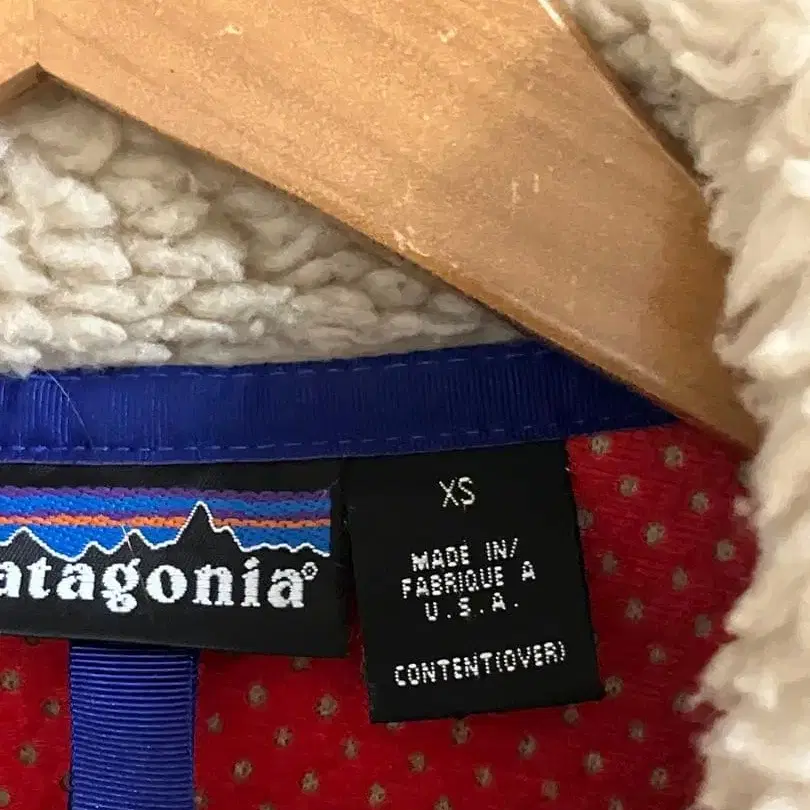 atagonia®
XS
MADE IN/
FABRIQUE A
U.S.A.
CONTENT(OVER)